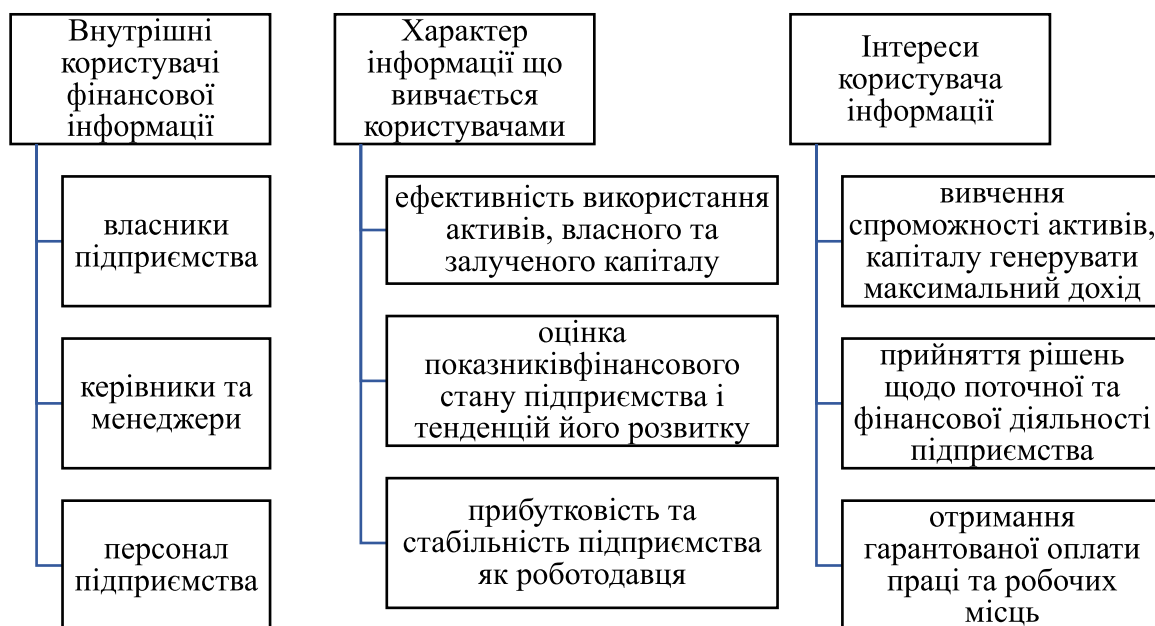 Внутрішні
користувачі
фінансової
інформації
власники
підприємства
керівники та
менеджери
персонал
підприємства
Характер
інформації що
вивчається
користувачами
ефективність використання
активів, власного та
залученого капіталу
оцінка
показниківфінансового
стану підприємства і
тенденцій його розвитку
прибутковість та
стабільність підприємства
як роботодавця
Інтереси
користувача
інформації
вивчення
спроможності активів,
капіталу генерувати
максимальний дохід
прийняття рішень
щодо поточної та
фінансової діяльності
підприємства
отримання
гарантованої оплати
праці та робочих
місць